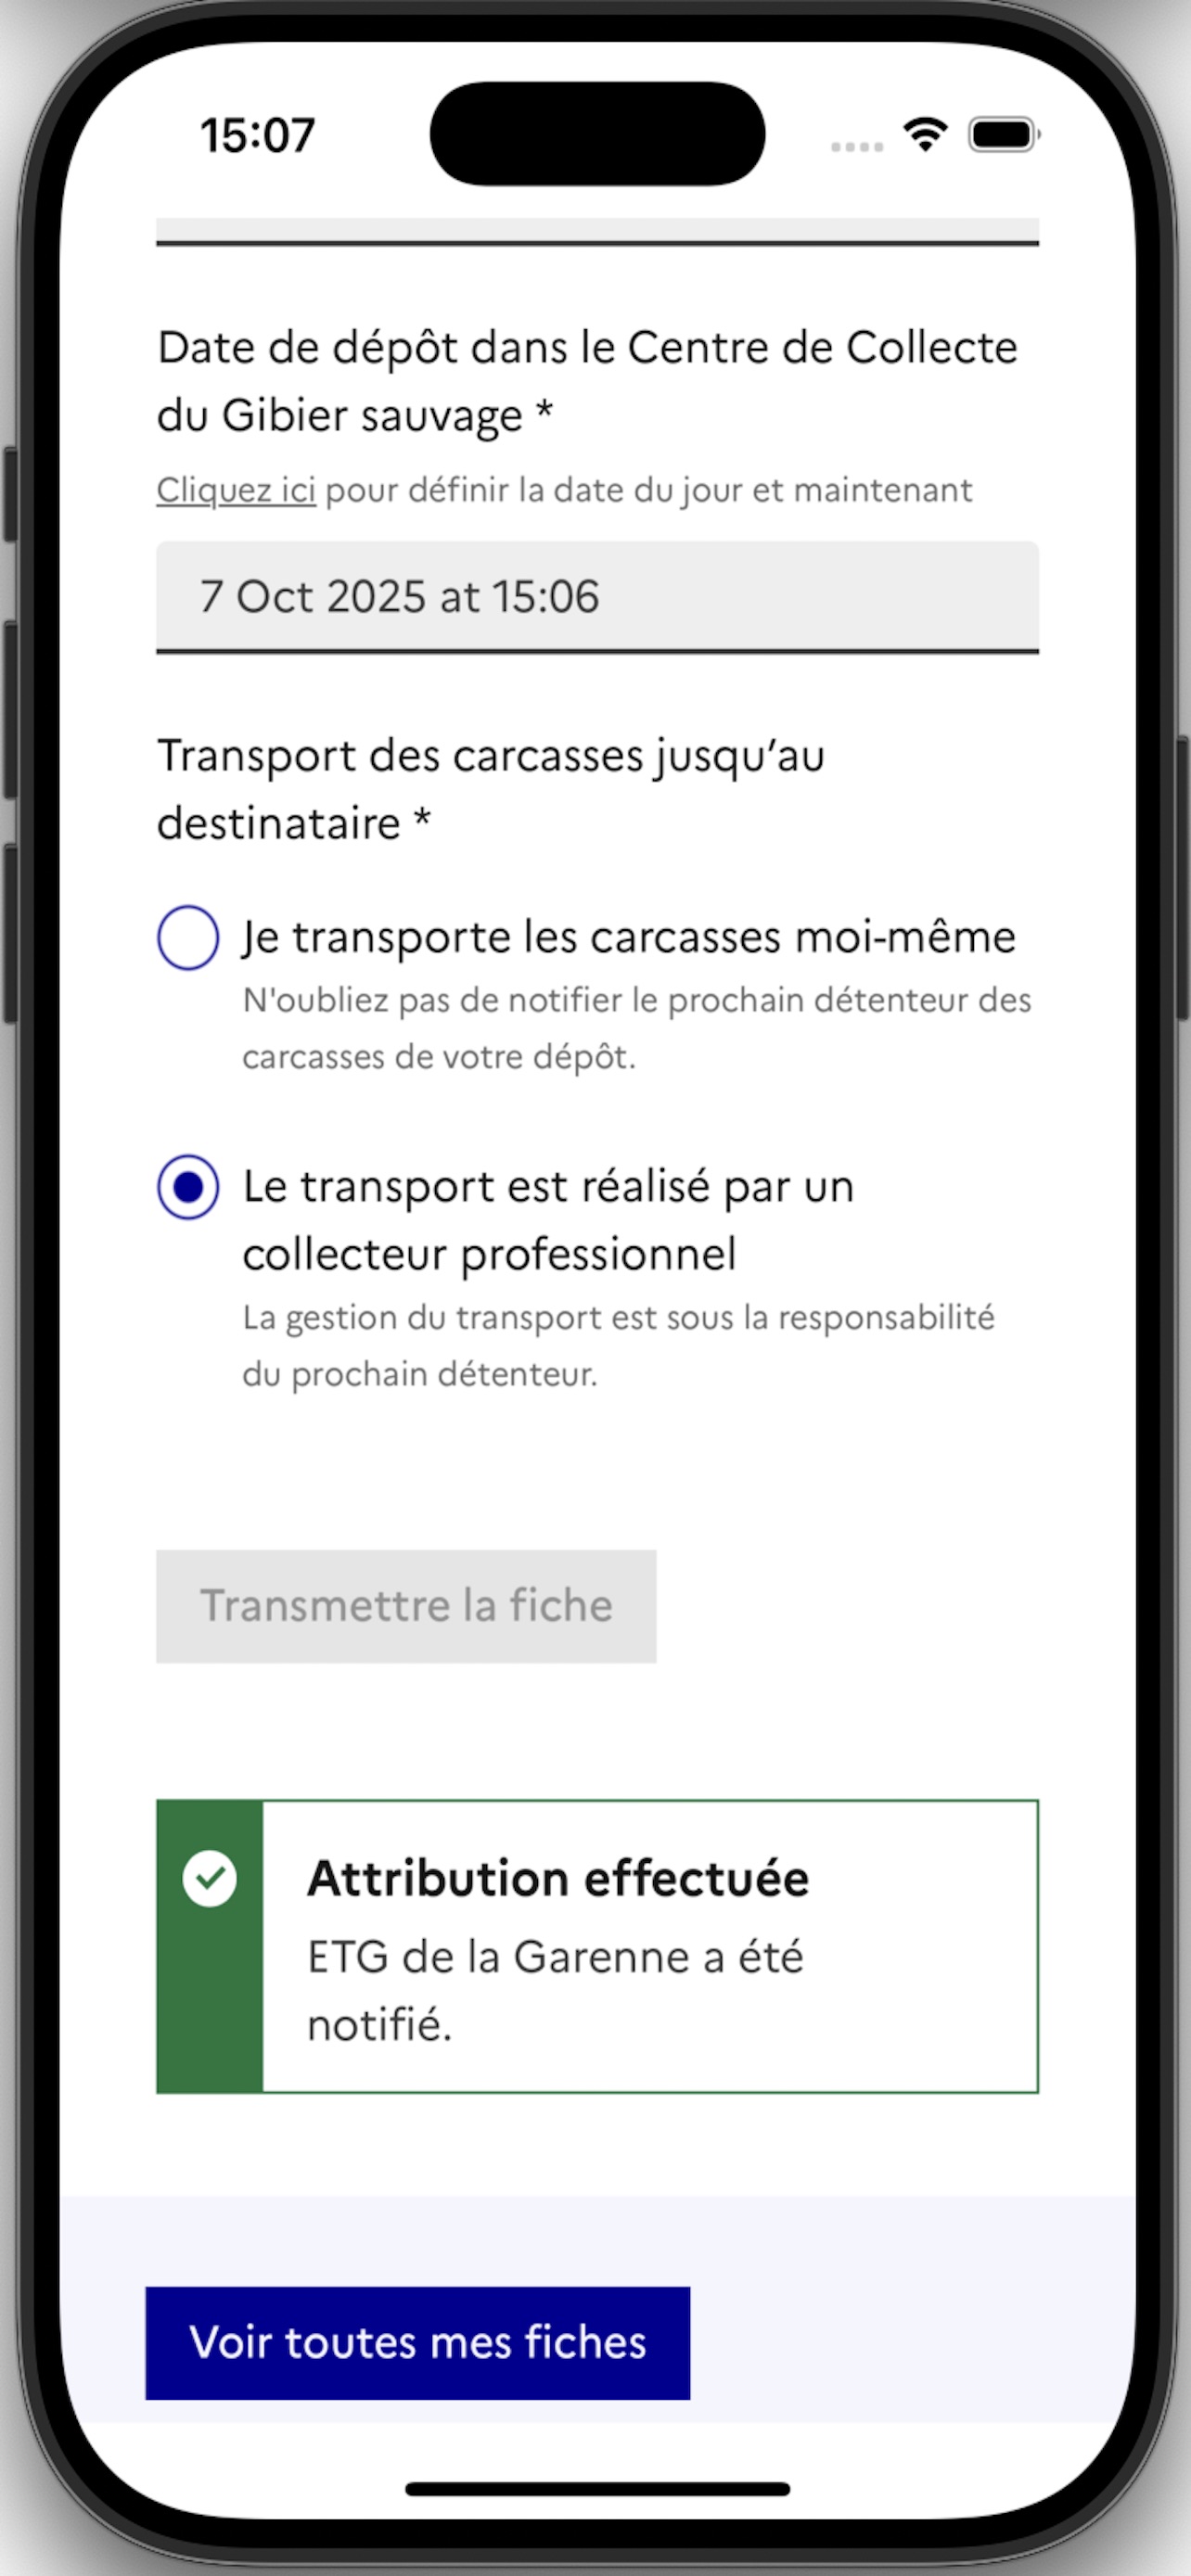 15:07
Date de dépôt dans le Centre de Collecte
du Gibier sauvage *
Cliquez ici pour définir la date du jour et maintenant
7 Oct 2025 at 15:06
Transport des carcasses jusqu’au
destinataire *
Je transporte les carcasses moi-même
N'oubliez pas de notifier le prochain détenteur des
carcasses de votre dépôt.
Le transport est réalisé par un
collecteur professionnel
La gestion du transport est sous la responsabilité
du prochain détenteur.
Transmettre la fiche
Attribution effectuée
ETG de la Garenne a été
notifié.
Voir toutes mes fiches